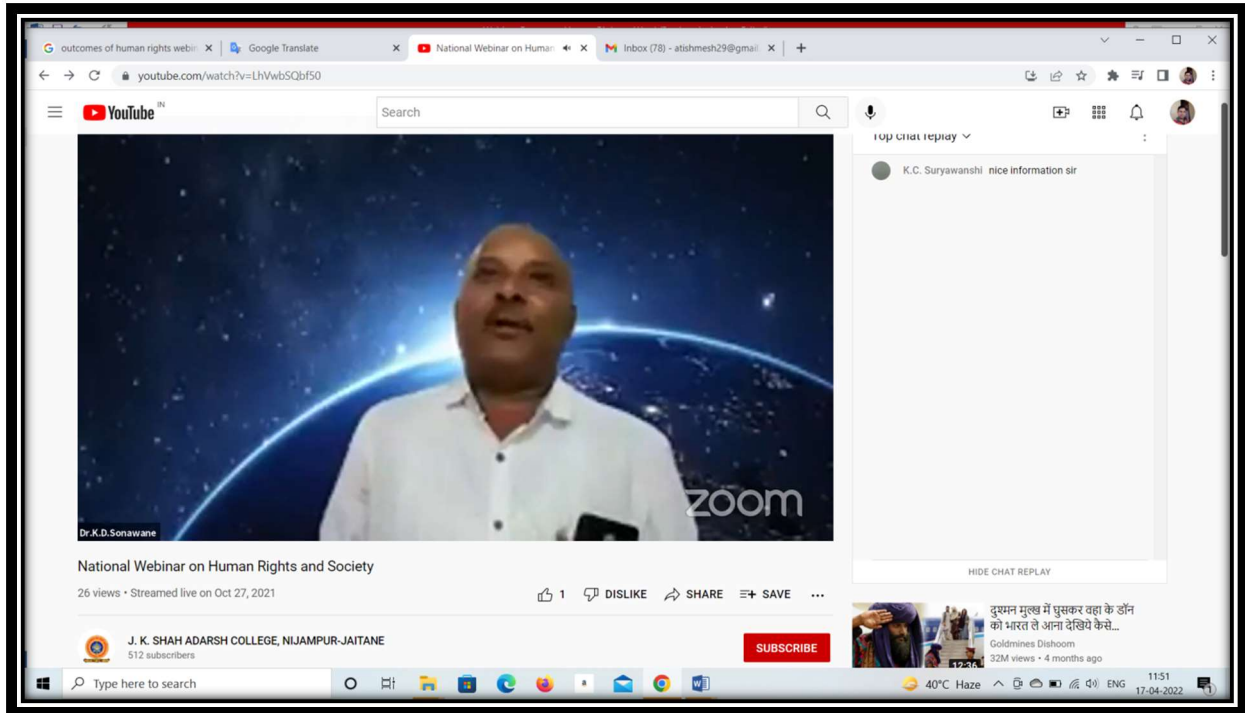 outcomes of human rights webin
Google Translate
National Webinar on Human
Inbox (78) - atishmesh29@gmail
youtube.com/watch?v=LhVwbSQbf50
YouTube IN
Search
Top chat replay
K.C. Suryawanshi nice information sir
zoom
Dr.K.D.Sonawane
National Webinar on Human Rights and Society
26 views • Streamed live on Oct 27, 2021
1 DISLIKE SHARE SAVE
HIDE CHAT REPLAY
J. K. SHAH ADARSH COLLEGE, NIJAMPUR-JAITANE
512 subscribers
SUBSCRIBE
12:36
दुश्मन मुल्ख में घुसकर वहा के डॉन
को भारत ले आना देखिये कैसे...
Goldmines Dishoom
32M views • 4 months ago
Type here to search
40°C Haze
ENG
11:51
17-04-2022
1